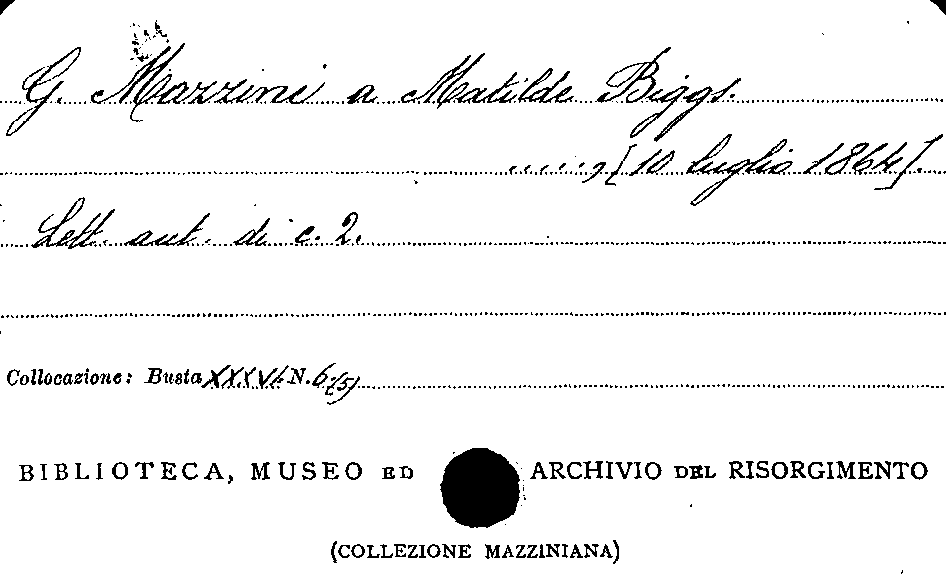 G. Mazzini a Matilde Biggs.
....., [10 luglio 1864].
Lett. aut. di c. 2.
Collocazione: Busta XXXVI N. 6/(5)
BIBLIOTECA, MUSEO ED ARCHIVIO DEL RISORGIMENTO
(COLLEZIONE MAZZINIANA)